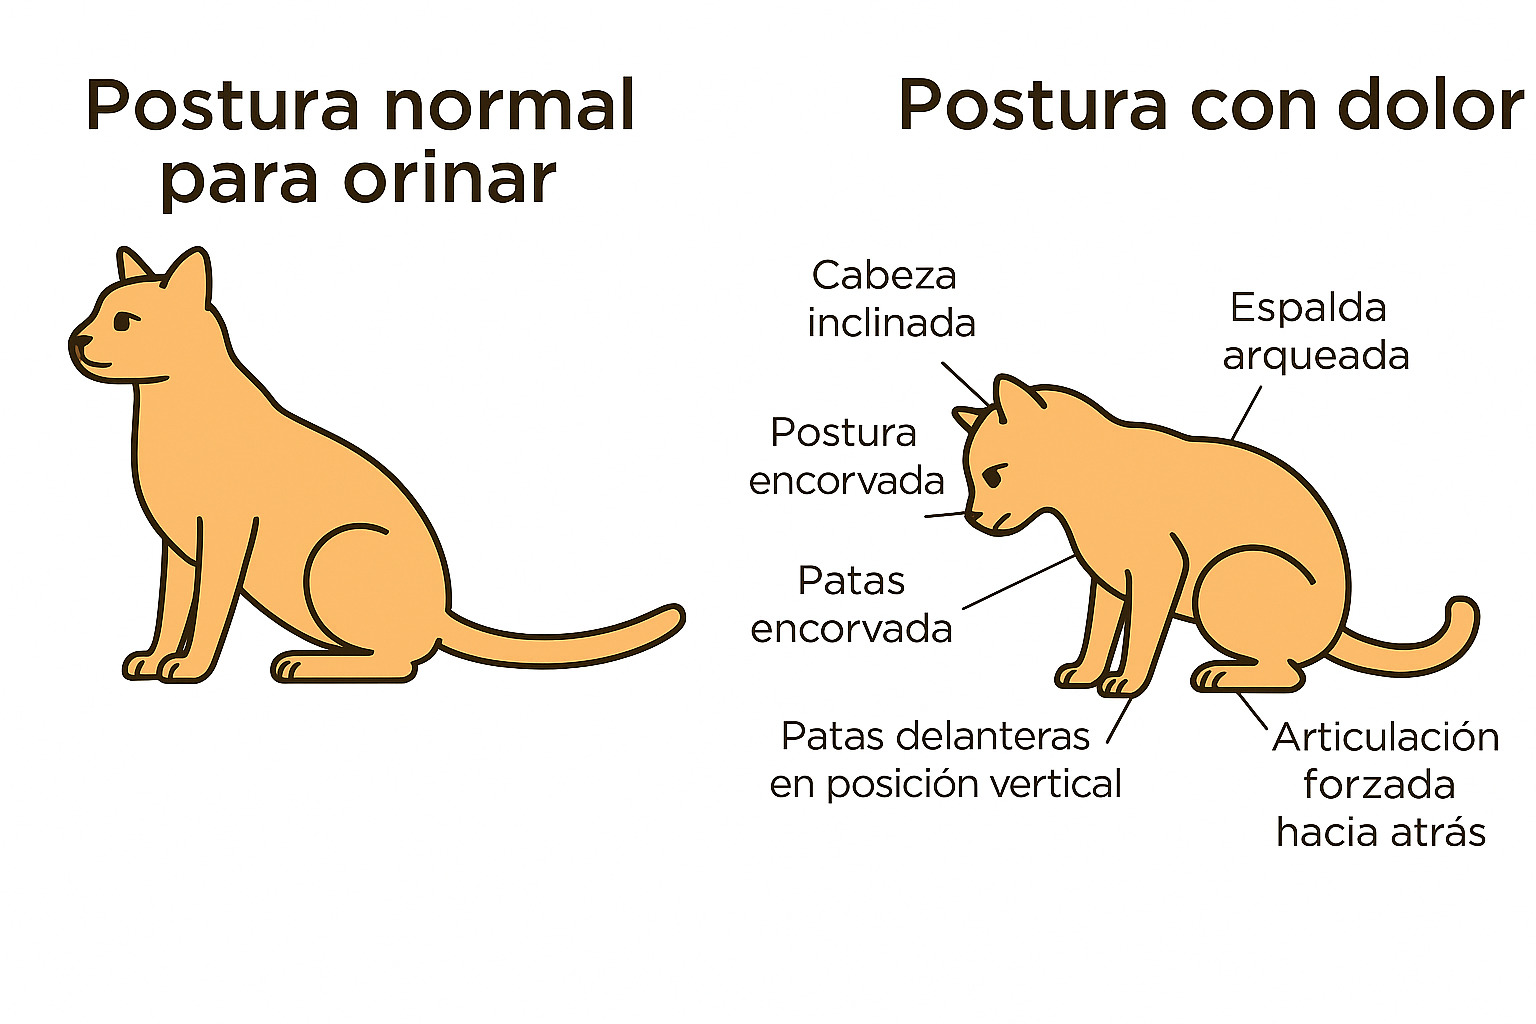 Postura normal
para orinar
Postura con dolor
Cabeza
inclinada
Espalda
arqueada
Postura
encorvada
Patas
encorvada
Patas delanteras
en posición vertical
Articulación
forzada
hacia atrás